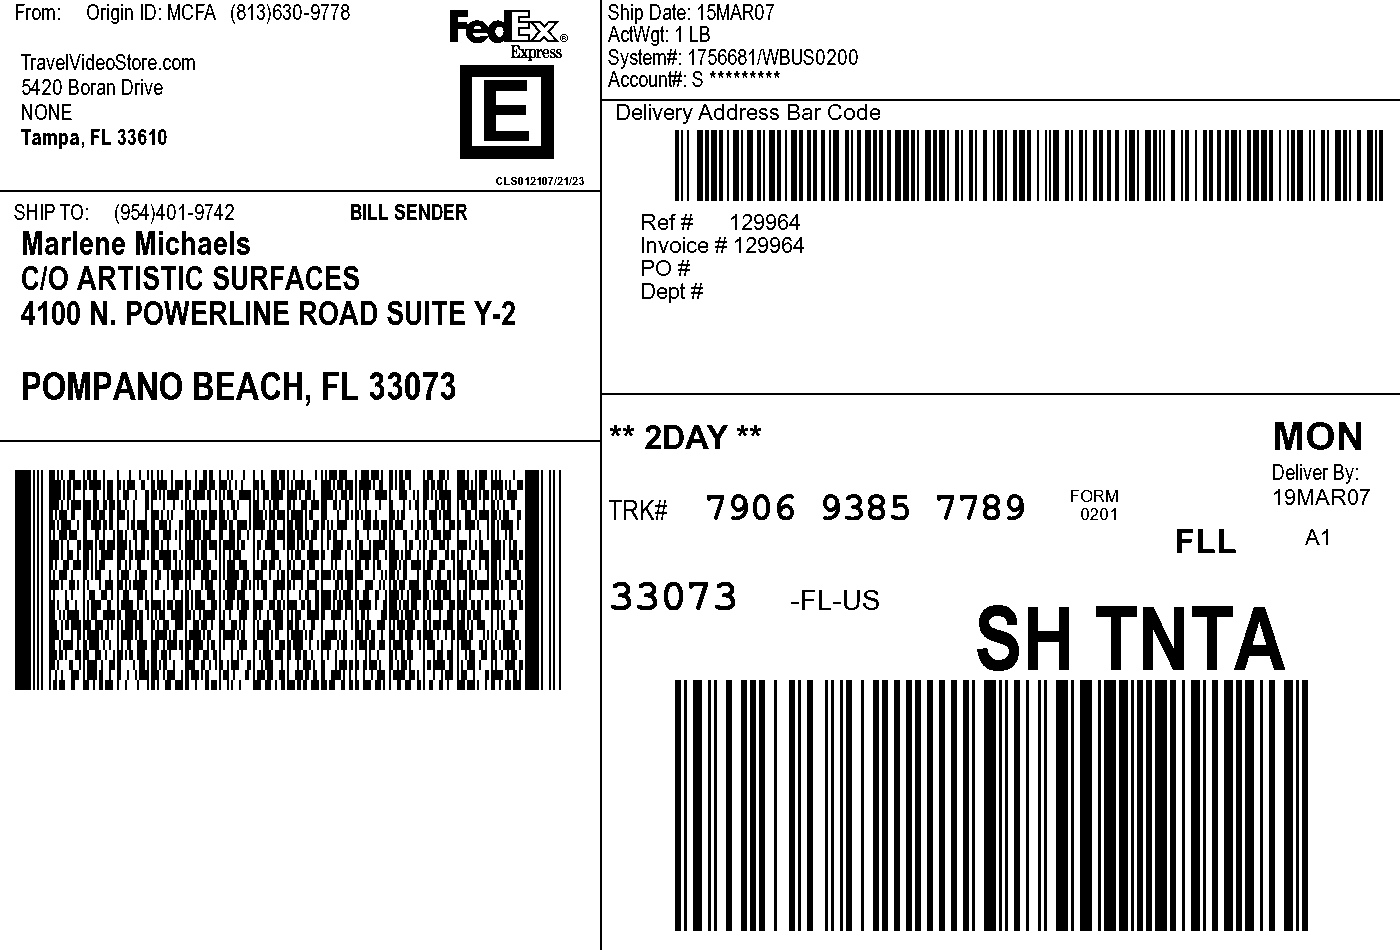 From: Origin ID: MCFA (813)630-9778
TravelVideoStore.com
5420 Boran Drive
NONE
Tampa, FL 33610
FedEx®
Express
E
CLS012107/21/23
SHIP TO: (954)401-9742 BILL SENDER
Marlene Michaels
C/O ARTISTIC SURFACES
4100 N. POWERLINE ROAD SUITE Y-2
POMPANO BEACH, FL 33073
Ship Date: 15MAR07
ActWgt: 1 LB
System#: 1756681/WBUS0200
Account#: S *********
Delivery Address Bar Code
Ref # 129964
Invoice # 129964
PO #
Dept #
** 2DAY **
MON
Deliver By:
19MAR07
TRK# 7906 9385 7789 FORM
0201
FLL A1
33073 -FL-US
SH TNTA